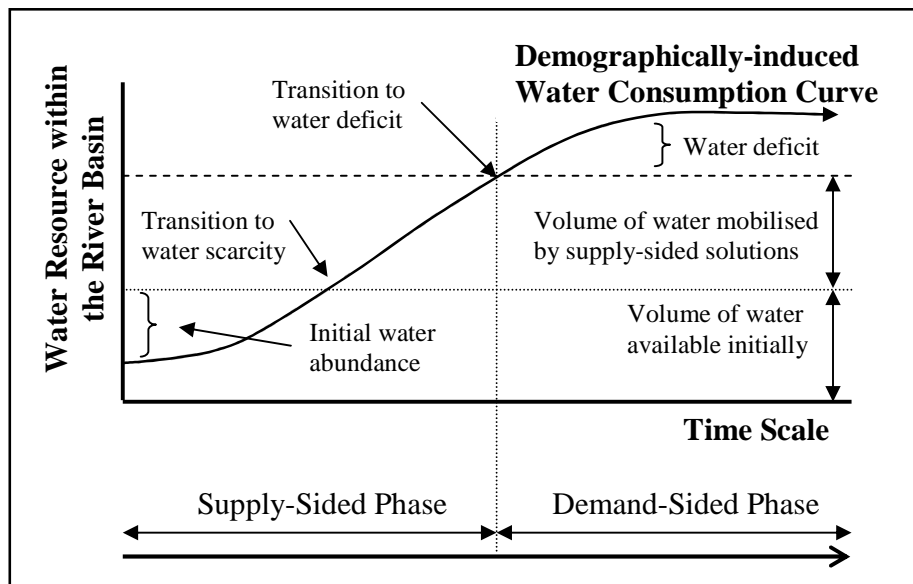 Demographically-induced
Water Consumption Curve
Transition to
water deficit
Water deficit
Water Resource within
the River Basin
Transition to
water scarcity
Volume of water mobilised
by supply-sided solutions
Initial water
abundance
Volume of water
available initially
Time Scale
Supply-Sided Phase
Demand-Sided Phase